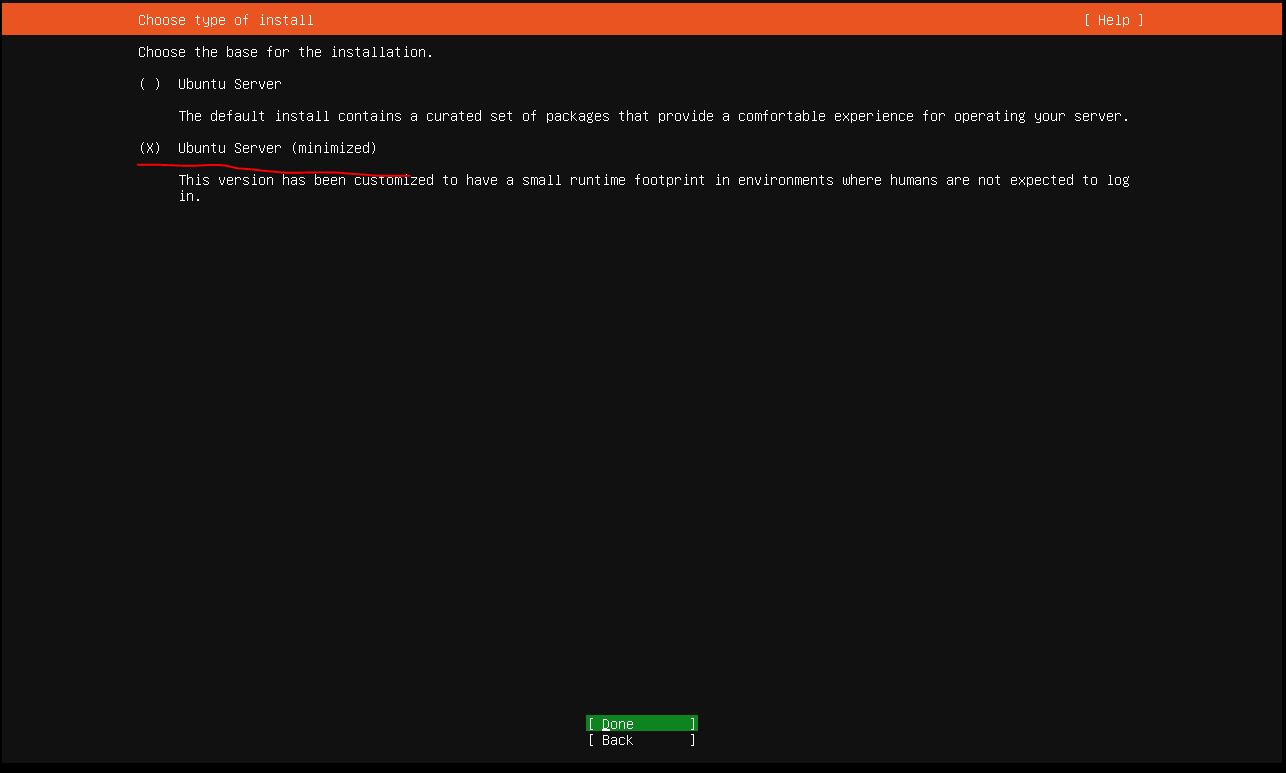 Choose type of install [ Help ]
Choose the base for the installation.
( ) Ubuntu Server
The default install contains a curated set of packages that provide a comfortable experience for operating your server.
(X) Ubuntu Server (minimized)
This version has been customized to have a small runtime footprint in environments where humans are not expected to log
in.
[ Done ]
[ Back ]